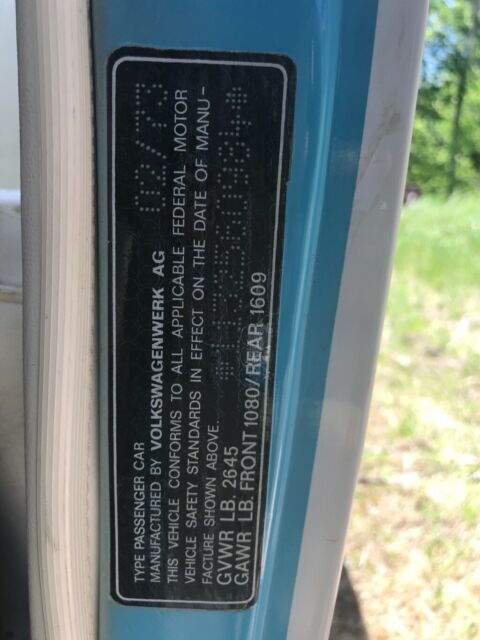 TYPE PASSENGER CAR 02/73
MANUFACTURED BY VOLKSWAGENWERK AG
THIS VEHICLE CONFORMS TO ALL APPLICABLE FEDERAL MOTOR
VEHICLE SAFETY STANDARDS IN EFFECT ON THE DATE OF MANU-
FACTURE SHOWN ABOVE.
GVWR LB. 2645
GAWR LB. FRONT 1080/REAR 1609